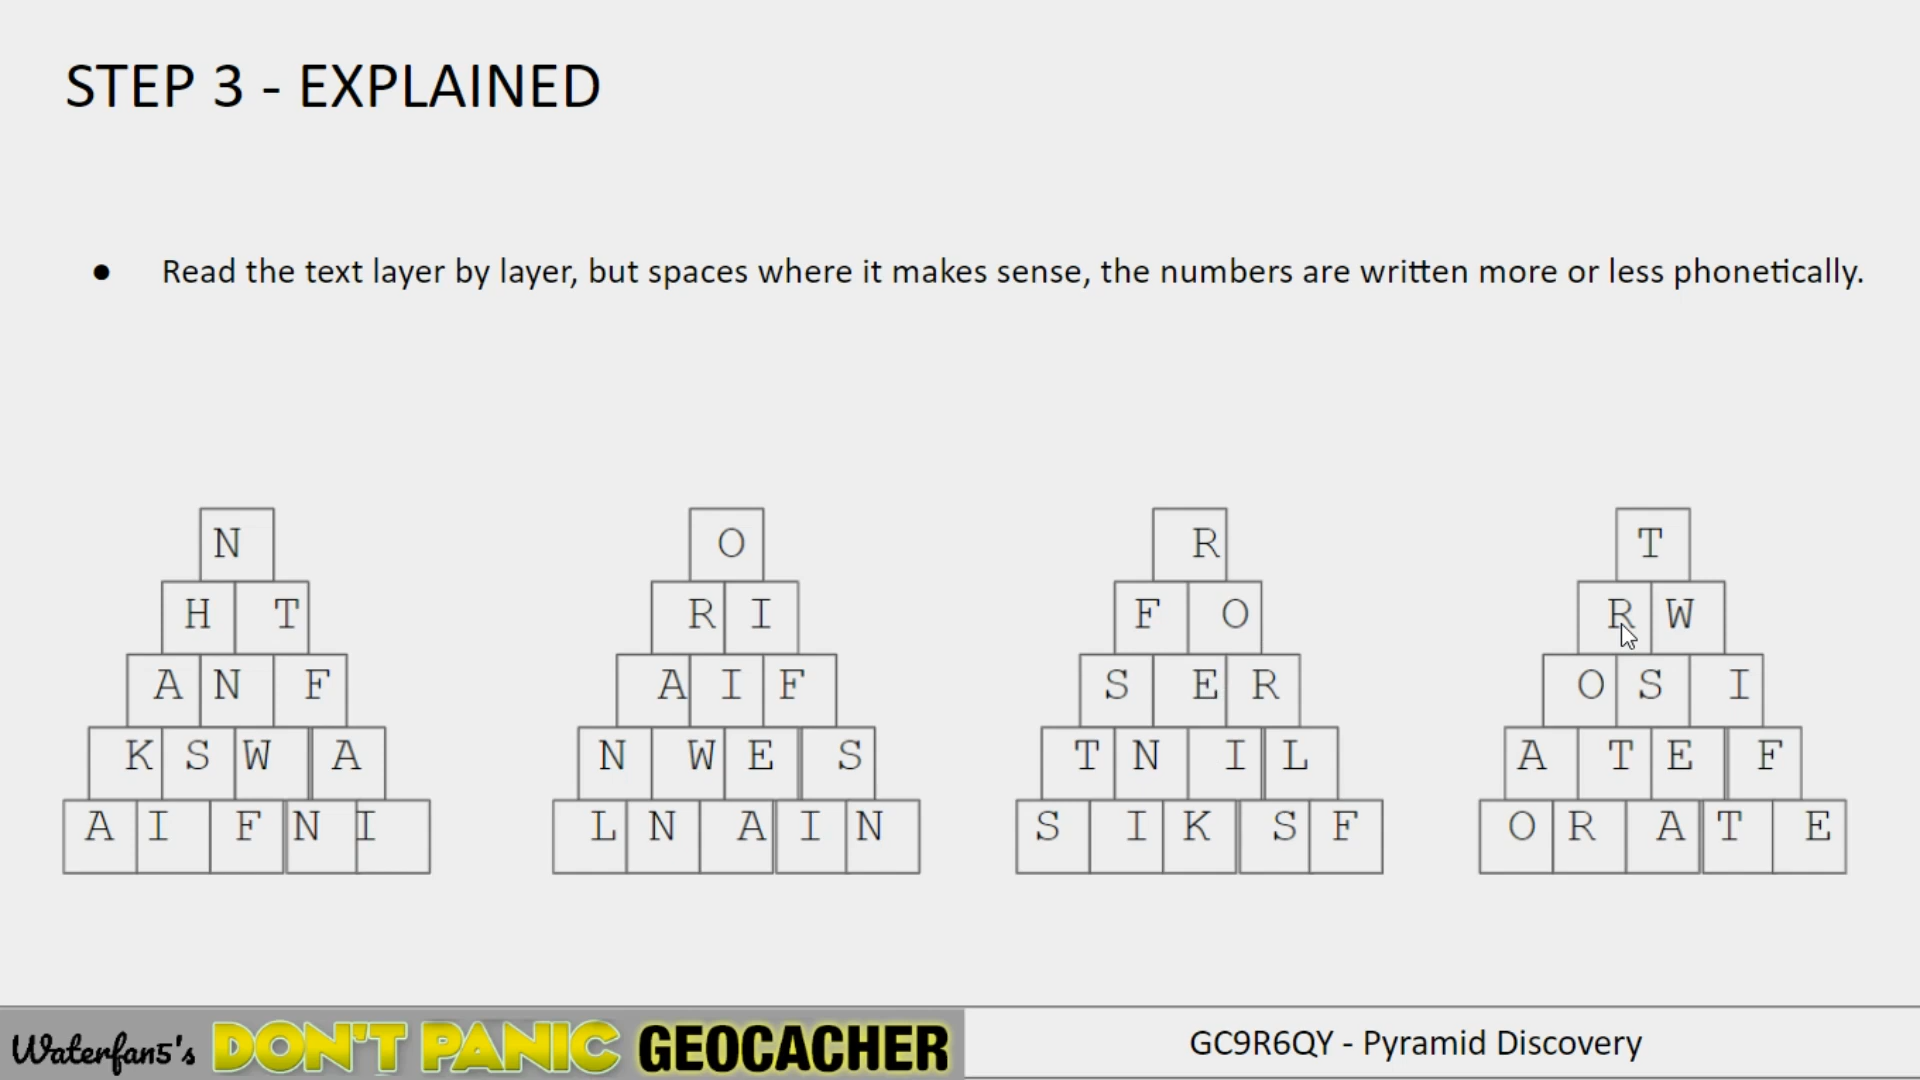 STEP 3 - EXPLAINED
● Read the text layer by layer, but spaces where it makes sense, the numbers are written more or less phonetically.
N O R T
H T R I F O R W
A N F A I F S E R O S I
K S W A N W E S T N I L A T E F
A I F N I L N A I N S I K S F O R A T E
Waterfan5's DON'T PANIC GEOCACHER
GC9R6QY - Pyramid Discovery